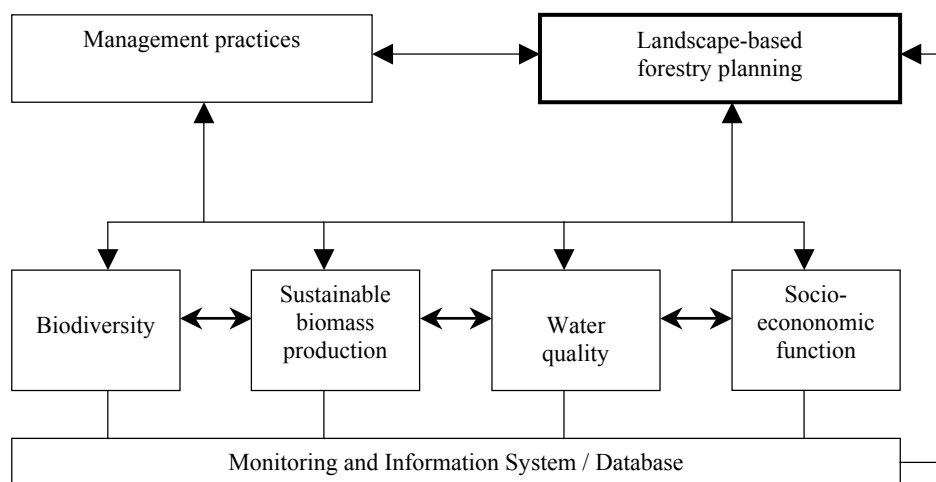 Management practices
Landscape-based
forestry planning
Biodiversity
Sustainable
biomass
production
Water
quality
Socio-
econonomic
function
Monitoring and Information System / Database